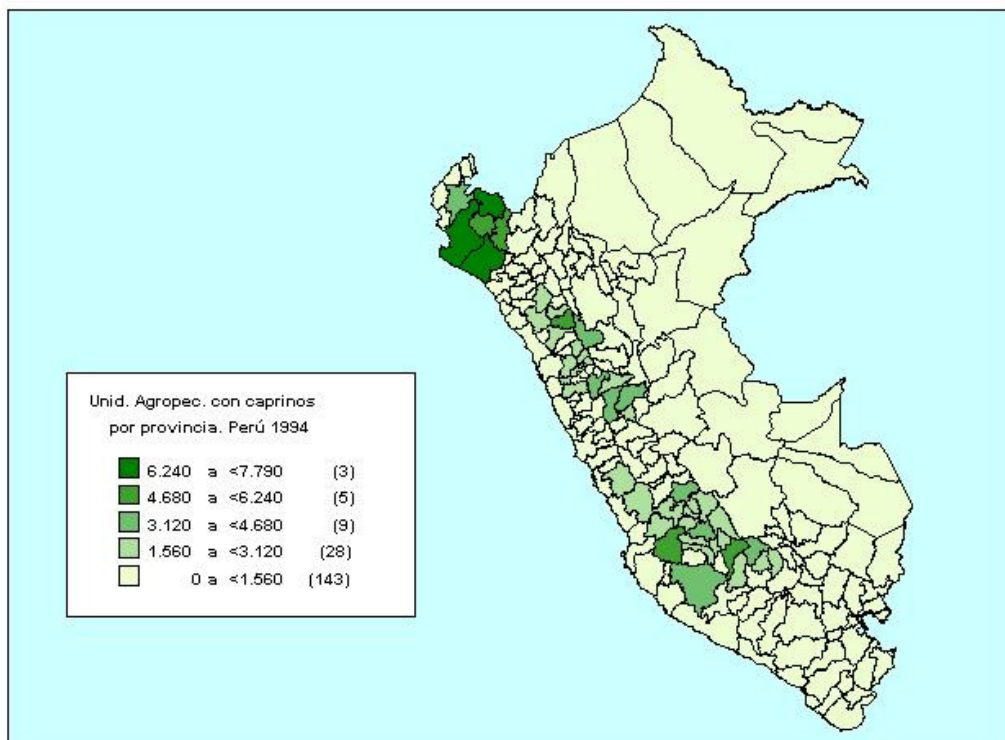 Unid. Agropec. con caprinos
por provincia. Perú 1994
6.240 a <7.790 (3)
4.680 a <6.240 (5)
3.120 a <4.680 (9)
1.560 a <3.120 (28)
0 a <1.560 (143)